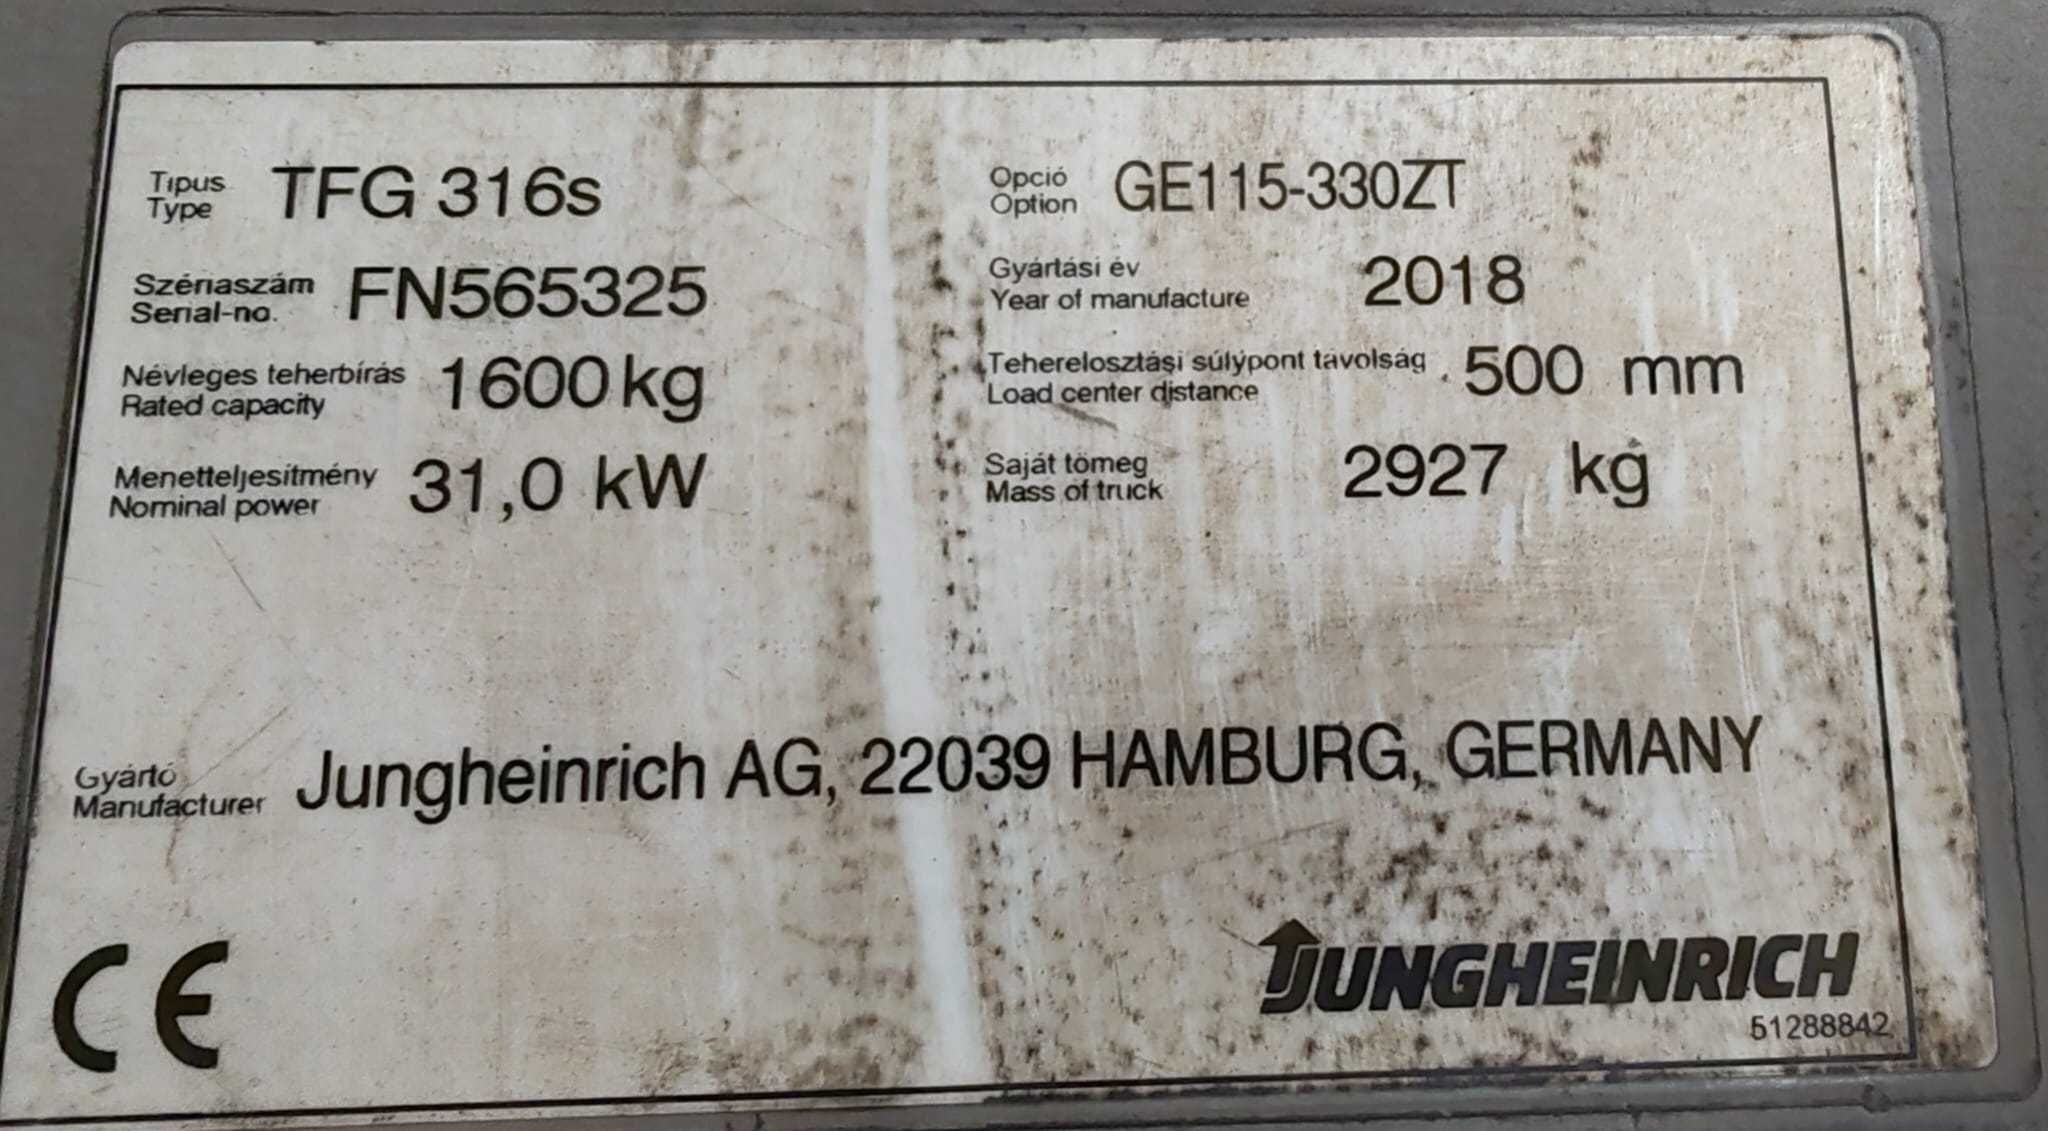 Típus
Type
TFG 316s
Opció
Option
GE115-330ZT
Szériaszám
Serial-no.
FN565325
Gyártási év
Year of manufacture
2018
Névleges teherbírás
Rated capacity
1600 kg
Teherelosztási súlypont távolság
Load center distance
500 mm
Menetteljesítmény
Nominal power
31,0 kW
Saját tömeg
Mass of truck
2927 kg
Gyártó
Manufacturer
Jungheinrich AG, 22039 HAMBURG, GERMANY
CE
JUNGHEINRICH
51288842